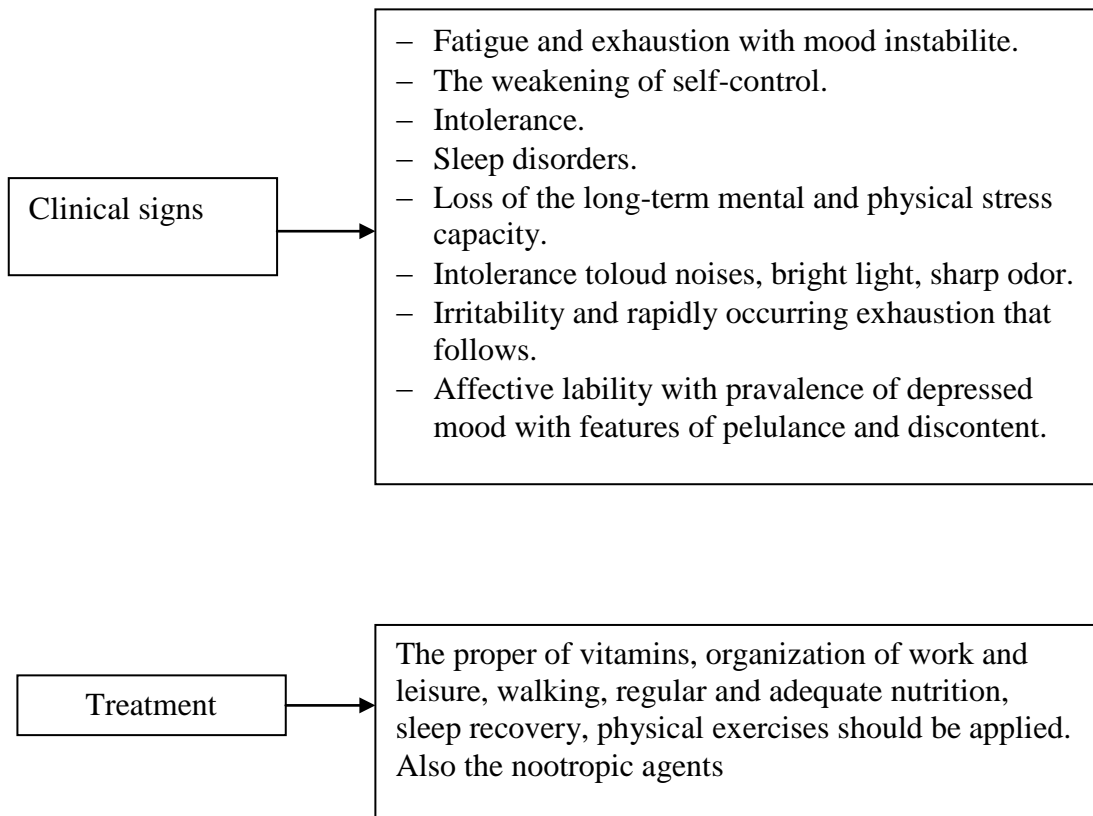 Clinical signs
– Fatigue and exhaustion with mood instabilite.
– The weakening of self-control.
– Intolerance.
– Sleep disorders.
– Loss of the long-term mental and physical stress
capacity.
– Intolerance toloud noises, bright light, sharp odor.
– Irritability and rapidly occurring exhaustion that
follows.
– Affective lability with pravalence of depressed
mood with features of pelulance and discontent.
Treatment
The proper of vitamins, organization of work and
leisure, walking, regular and adequate nutrition,
sleep recovery, physical exercises should be applied.
Also the nootropic agents